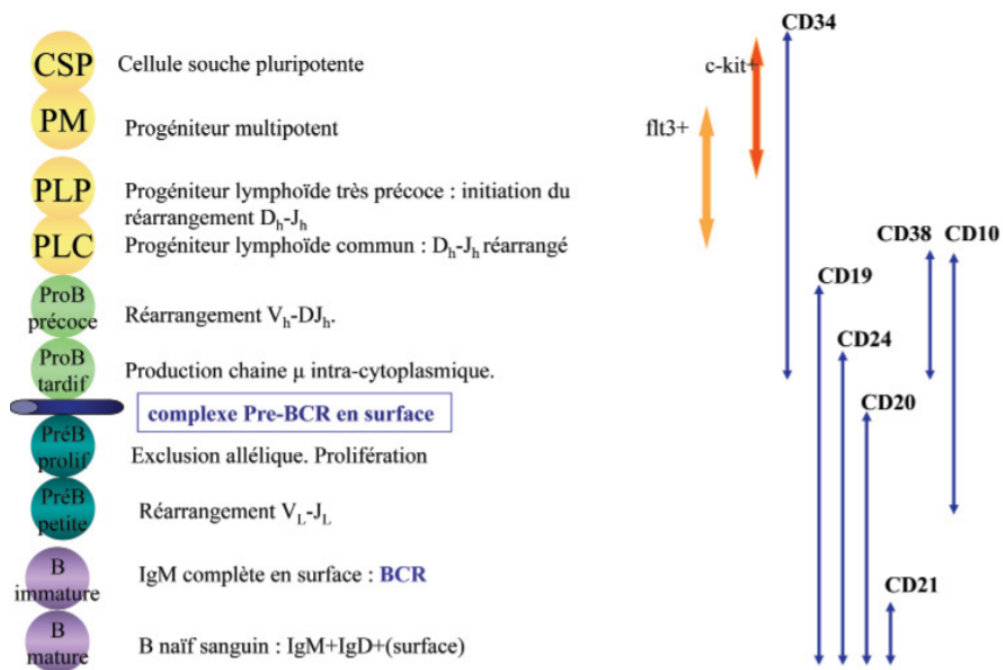 CD34
CSP Cellule souche pluripotente
c-kit+
PM Progéniteur multipotent
flt3+
PLP Progéniteur lymphoïde très précoce : initiation du
réarrangement Dh-Jh
PLC Progéniteur lymphoïde commun : Dh-Jh réarrangé
CD38 CD10
CD19
ProB
précoce
Réarrangement Vh-DJh.
CD24
ProB
tardif
Production chaine µ intra-cytoplasmique.
CD20
complexe Pre-BCR en surface
PréB
prolif
Exclusion allélique. Prolifération
PréB
petite
Réarrangement VL-JL
B
immature
IgM complète en surface : BCR
CD21
B
mature
B naïf sanguin : IgM+IgD+(surface)